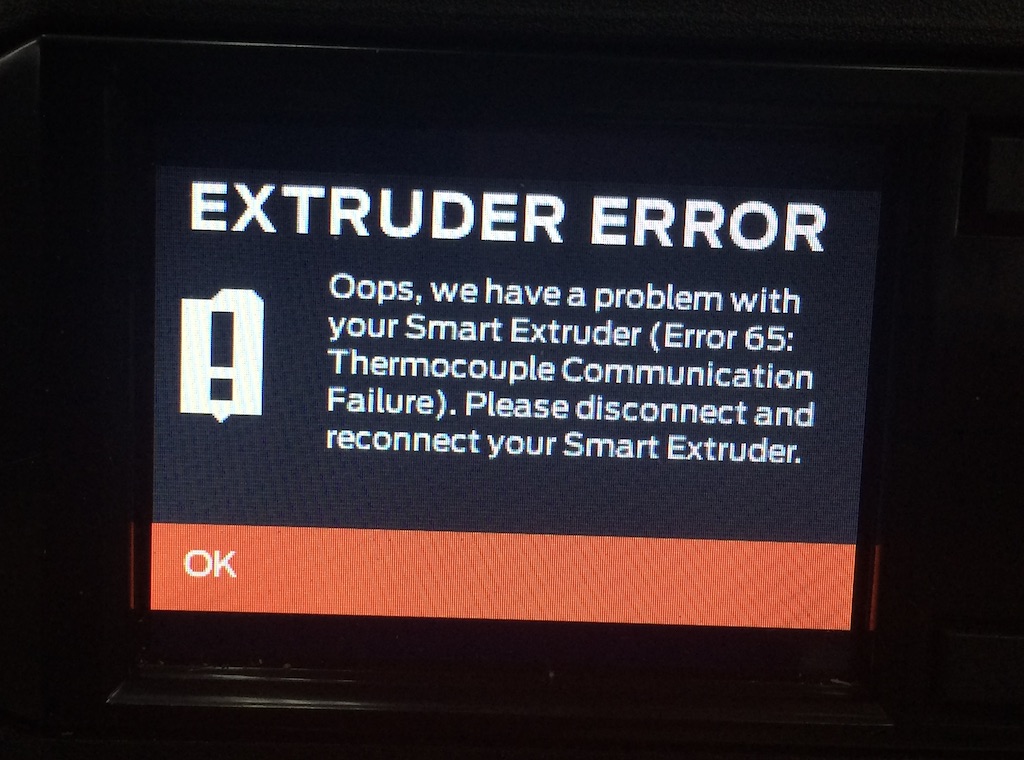 EXTRUDER ERROR
Oops, we have a problem with
your Smart Extruder (Error 65:
Thermocouple Communication
Failure). Please disconnect and
reconnect your Smart Extruder.
OK